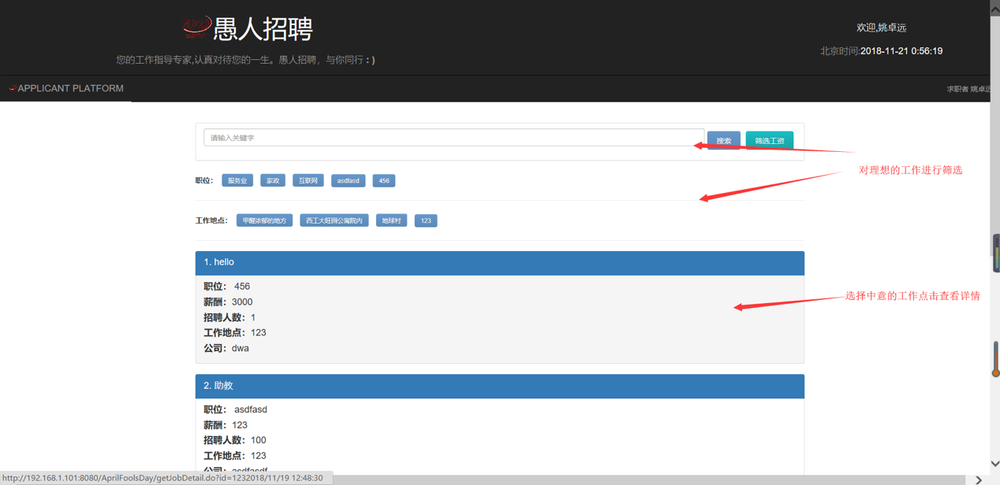 愚人招聘
欢迎,姚卓远
您的工作指导专家,认真对待您的一生。愚人招聘，与你同行 : )
北京时间:2018-11-21 0:56:19
APPLICANT PLATFORM
求职者 姚卓远
请输入关键字
搜索 筛选工资
对理想的工作进行筛选
职位： 服务业 家政 互联网 asdfasd 456
工作地点： 甲醛浓郁的地方 西工大旺园公寓院内 地球村 123
1. hello
职位： 456
薪酬：3000
选择中意的工作点击查看详情
招聘人数：1
工作地点：123
公司：dwa
2. 助教
职位： asdfasd
薪酬：123
招聘人数：100
工作地点：123
公司：asdfasdf
http://192.168.1.101:8080/AprilFoolsDay/getJobDetail.do?id=1232018/11/19 12:48:30